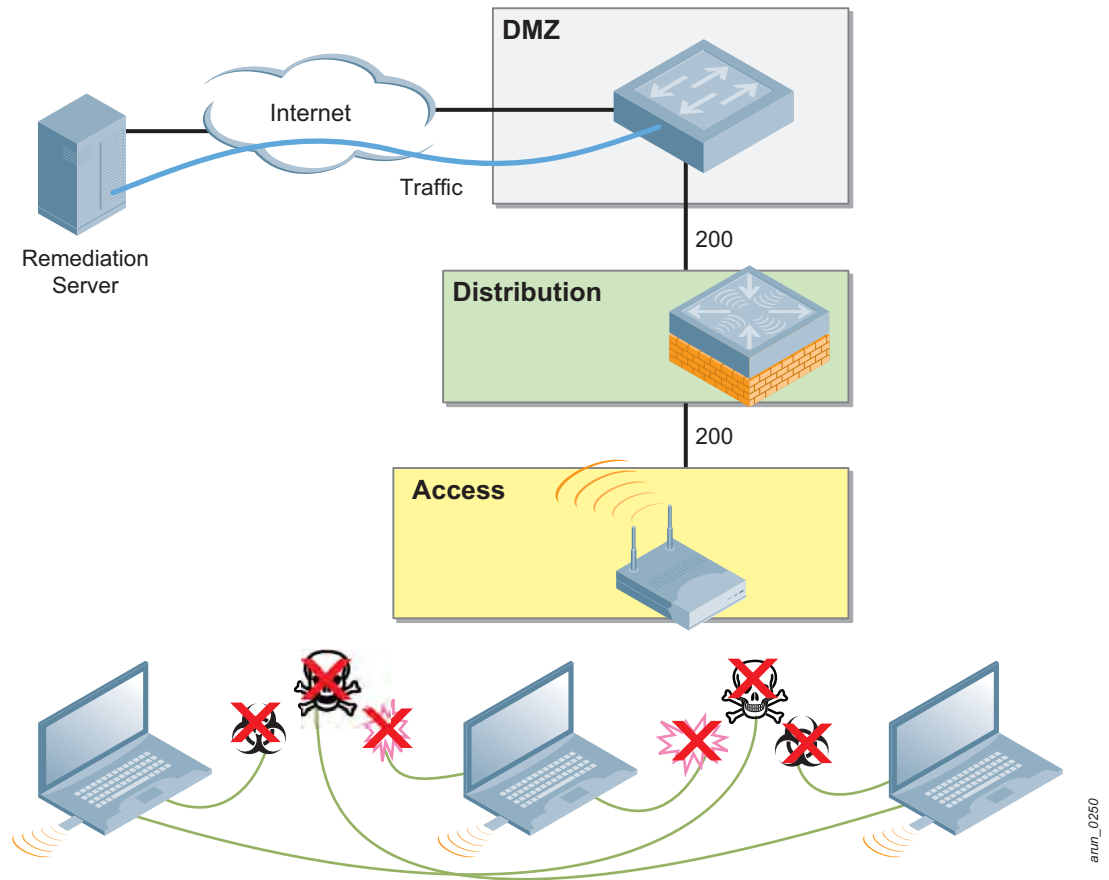 DMZ
Internet
Traffic
Remediation
Server
200
Distribution
200
Access
arun_0250